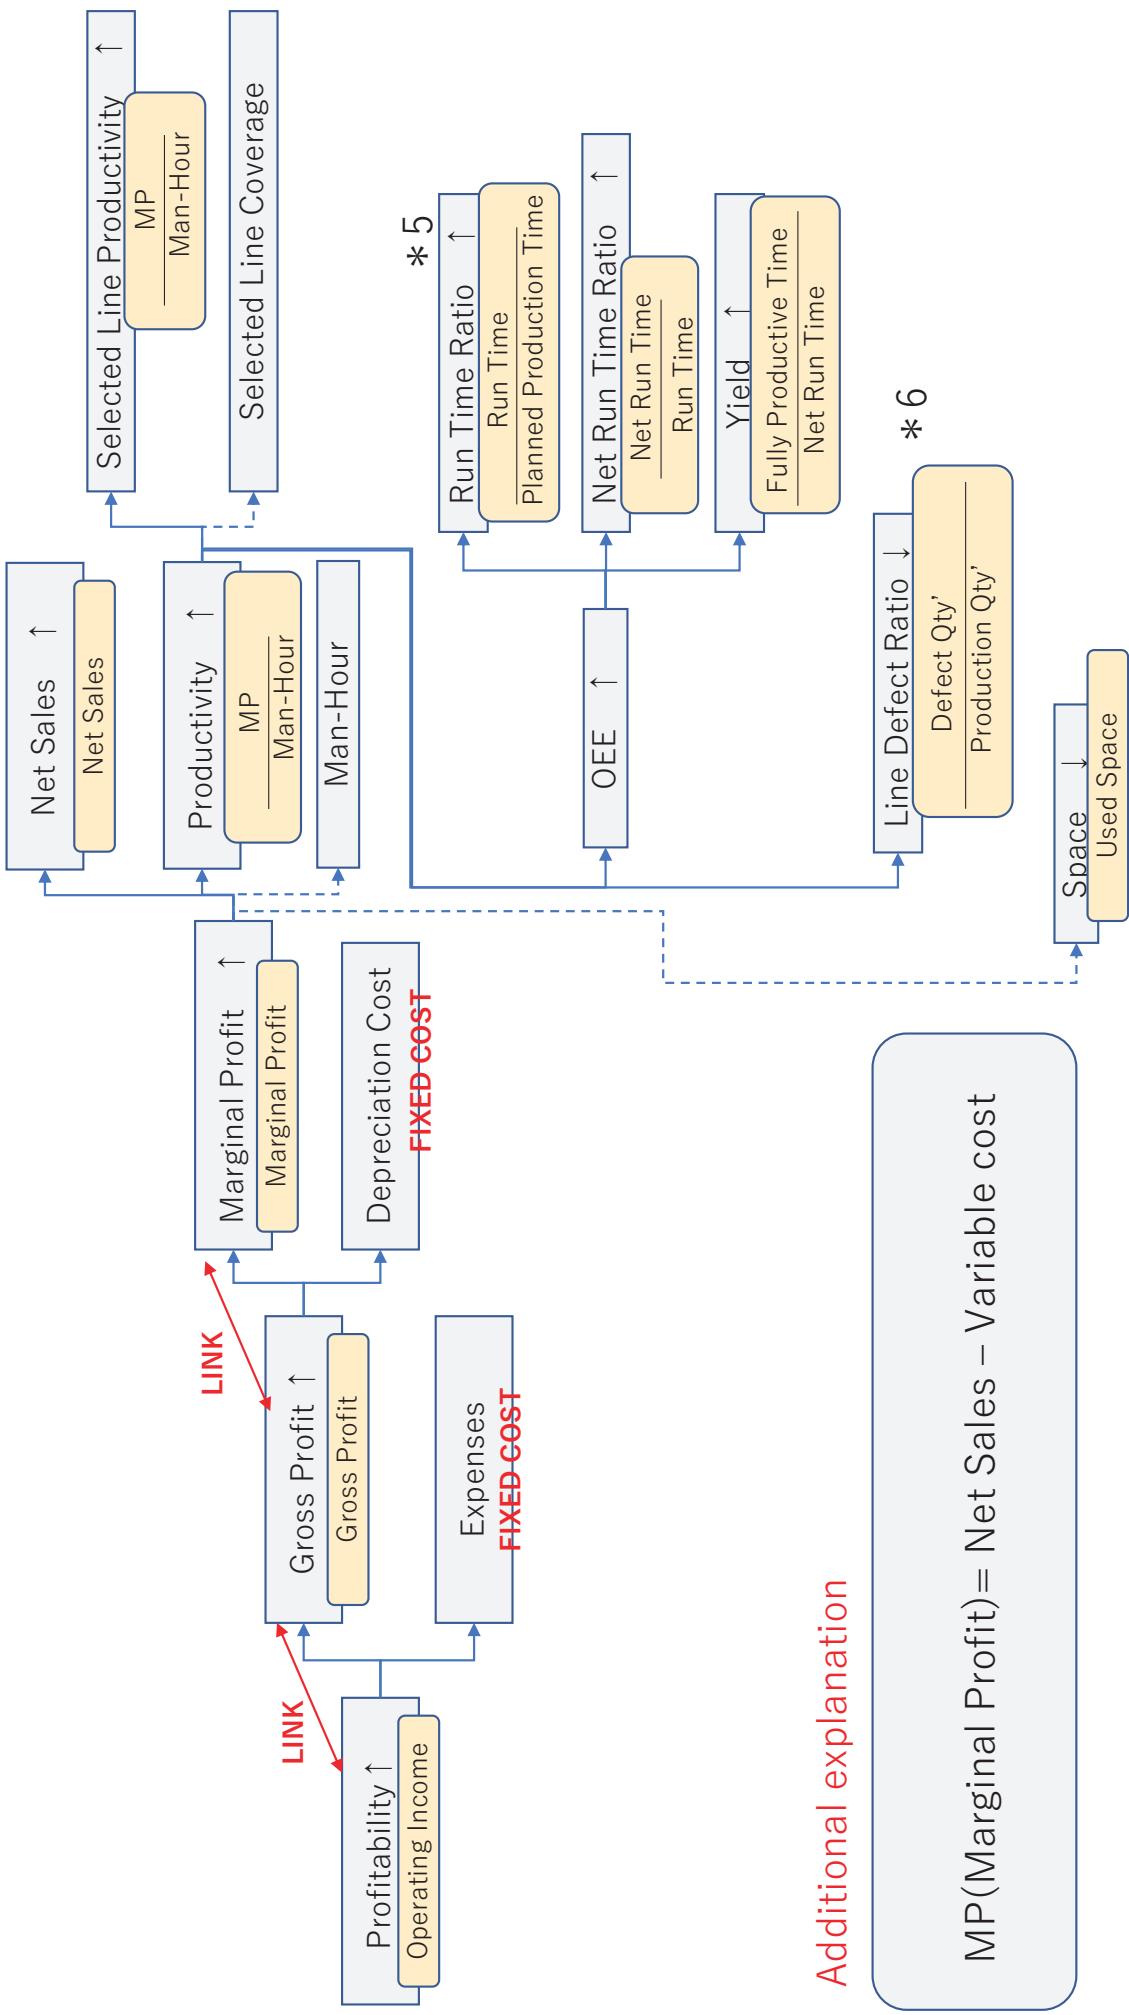 Profitability ↑
Operating Income
LINK
Gross Profit ↑
Gross Profit
Expenses
FIXED COST
LINK
Marginal Profit ↑
Marginal Profit
Depreciation Cost
FIXED COST
Net Sales ↑
Net Sales
Productivity ↑
MP
Man-Hour
Man-Hour
Selected Line Productivity ↑
MP
Man-Hour
Selected Line Coverage
OEE ↑
*5
Run Time Ratio ↑
Run Time
Planned Production Time
Net Run Time Ratio ↑
Net Run Time
Run Time
Yield ↑
Fully Productive Time
Net Run Time
*6
Line Defect Ratio ↓
Defect Qty’
Production Qty’
Space ↓
Used Space
Additional explanation
MP(Marginal Profit)= Net Sales – Variable cost